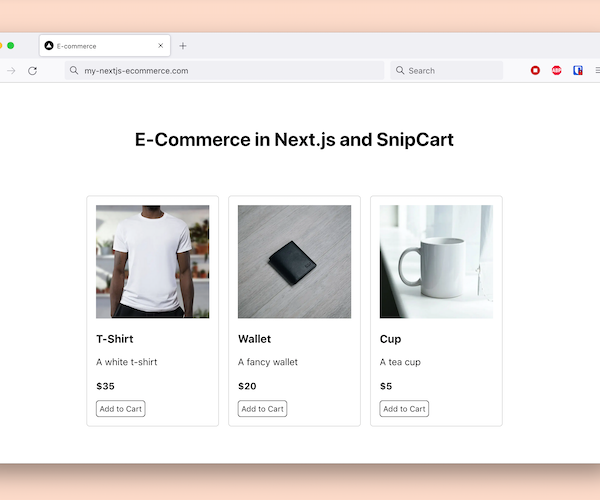 E-commerce
my-nextjs-ecommerce.com
Search
ABP
E-Commerce in Next.js and SnipCart
T-Shirt
A white t-shirt
$35
Add to Cart
Wallet
A fancy wallet
$20
Add to Cart
Cup
A tea cup
$5
Add to Cart